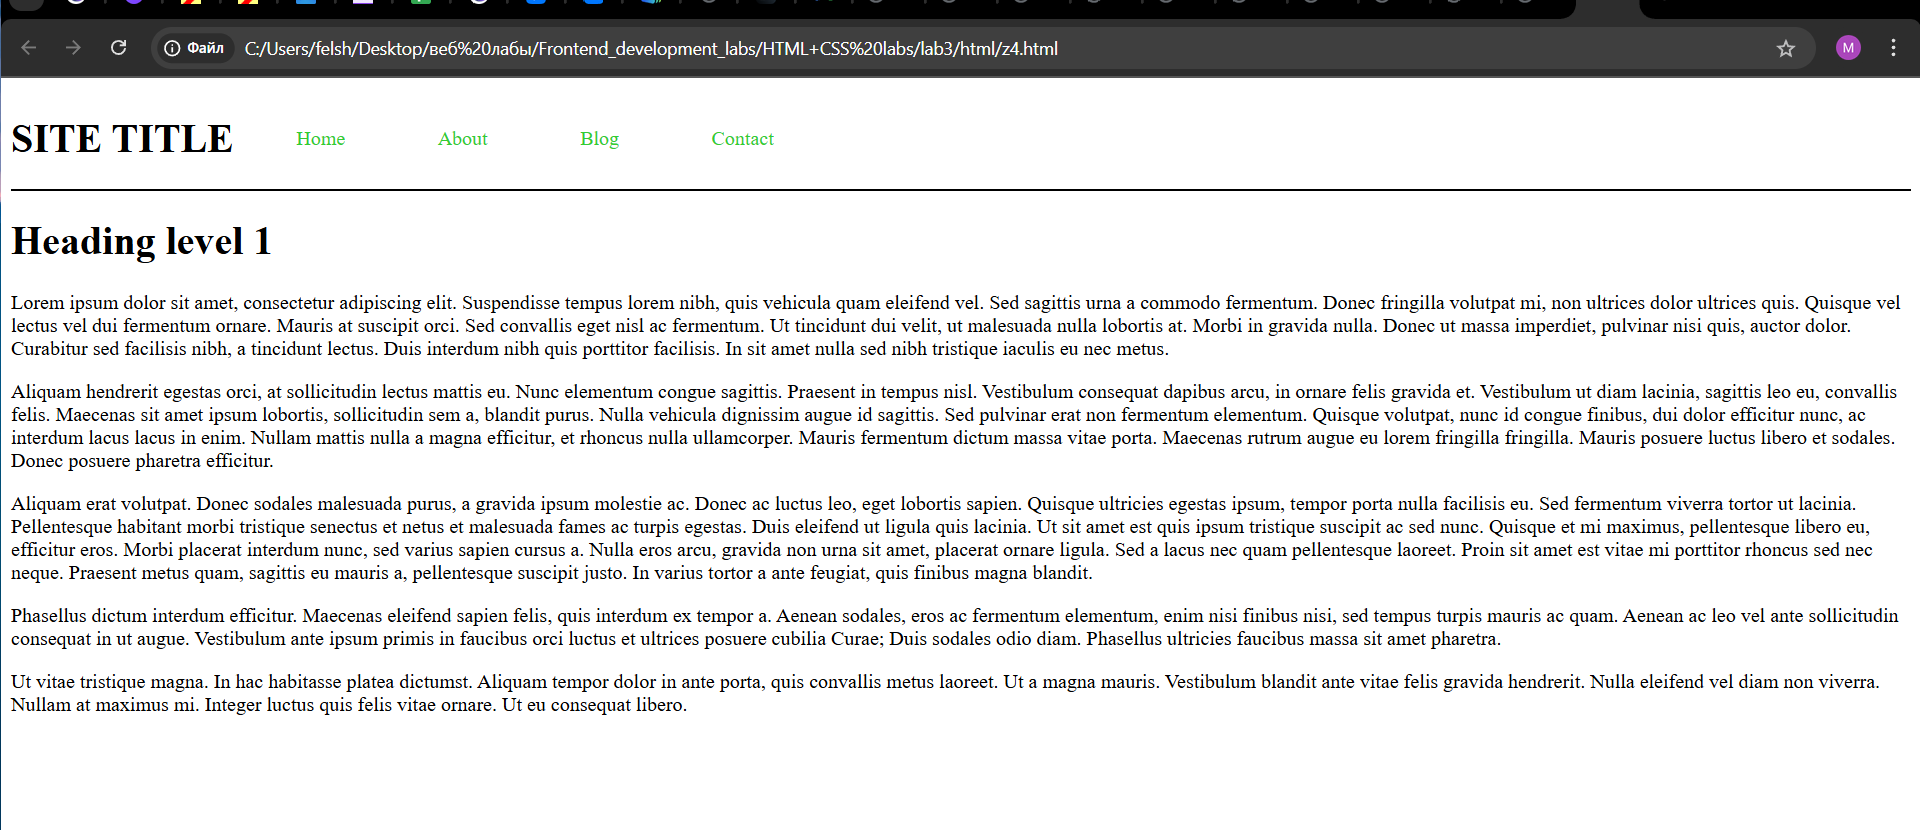 Файл C:/Users/felsh/Desktop/веб%20лабы/Frontend_development_labs/HTML+CSS%20labs/lab3/html/z4.html
M
SITE TITLE Home About Blog Contact
Heading level 1
Lorem ipsum dolor sit amet, consectetur adipiscing elit. Suspendisse tempus lorem nibh, quis vehicula quam eleifend vel. Sed sagittis urna a commodo fermentum. Donec fringilla volutpat mi, non ultrices dolor ultrices quis. Quisque vel
lectus vel dui fermentum ornare. Mauris at suscipit orci. Sed convallis eget nisl ac fermentum. Ut tincidunt dui velit, ut malesuada nulla lobortis at. Morbi in gravida nulla. Donec ut massa imperdiet, pulvinar nisi quis, auctor dolor.
Curabitur sed facilisis nibh, a tincidunt lectus. Duis interdum nibh quis porttitor facilisis. In sit amet nulla sed nibh tristique iaculis eu nec metus.
Aliquam hendrerit egestas orci, at sollicitudin lectus mattis eu. Nunc elementum congue sagittis. Praesent in tempus nisl. Vestibulum consequat dapibus arcu, in ornare felis gravida et. Vestibulum ut diam lacinia, sagittis leo eu, convallis
felis. Maecenas sit amet ipsum lobortis, sollicitudin sem a, blandit purus. Nulla vehicula dignissim augue id sagittis. Sed pulvinar erat non fermentum elementum. Quisque volutpat, nunc id congue finibus, dui dolor efficitur nunc, ac
interdum lacus lacus in enim. Nullam mattis nulla a magna efficitur, et rhoncus nulla ullamcorper. Mauris fermentum dictum massa vitae porta. Maecenas rutrum augue eu lorem fringilla fringilla. Mauris posuere luctus libero et sodales.
Donec posuere pharetra efficitur.
Aliquam erat volutpat. Donec sodales malesuada purus, a gravida ipsum molestie ac. Donec ac luctus leo, eget lobortis sapien. Quisque ultricies egestas ipsum, tempor porta nulla facilisis eu. Sed fermentum viverra tortor ut lacinia.
Pellentesque habitant morbi tristique senectus et netus et malesuada fames ac turpis egestas. Duis eleifend ut ligula quis lacinia. Ut sit amet est quis ipsum tristique suscipit ac sed nunc. Quisque et mi maximus, pellentesque libero eu,
efficitur eros. Morbi placerat interdum nunc, sed varius sapien cursus a. Nulla eros arcu, gravida non urna sit amet, placerat ornare ligula. Sed a lacus nec quam pellentesque laoreet. Proin sit amet est vitae mi porttitor rhoncus sed nec
neque. Praesent metus quam, sagittis eu mauris a, pellentesque suscipit justo. In varius tortor a ante feugiat, quis finibus magna blandit.
Phasellus dictum interdum efficitur. Maecenas eleifend sapien felis, quis interdum ex tempor a. Aenean sodales, eros ac fermentum elementum, enim nisi finibus nisi, sed tempus turpis mauris ac quam. Aenean ac leo vel ante sollicitudin
consequat in ut augue. Vestibulum ante ipsum primis in faucibus orci luctus et ultrices posuere cubilia Curae; Duis sodales odio diam. Phasellus ultricies faucibus massa sit amet pharetra.
Ut vitae tristique magna. In hac habitasse platea dictumst. Aliquam tempor dolor in ante porta, quis convallis metus laoreet. Ut a magna mauris. Vestibulum blandit ante vitae felis gravida hendrerit. Nulla eleifend vel diam non viverra.
Nullam at maximus mi. Integer luctus quis felis vitae ornare. Ut eu consequat libero.